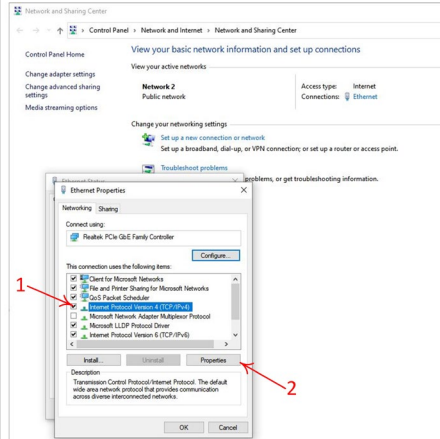 Network and Sharing Center
Control Panel > Network and Internet > Network and Sharing Center
Control Panel Home
Change adapter settings
Change advanced sharing
settings
Media streaming options
View your basic network information and set up connections
View your active networks
Network 2
Public network
Access type: Internet
Connections: Ethernet
Change your networking settings
Set up a new connection or network
Set up a broadband, dial-up, or VPN connection; or set up a router or access point.
Troubleshoot problems
problems, or get troubleshooting information.
Ethernet Status
Ethernet Properties
Networking Sharing
Connect using:
Realtek PCIe GbE Family Controller
Configure...
This connection uses the following items:
Client for Microsoft Networks
File and Printer Sharing for Microsoft Networks
QoS Packet Scheduler
1
Internet Protocol Version 4 (TCP/IPv4)
Microsoft Network Adapter Multiplexor Protocol
Microsoft LLDP Protocol Driver
Internet Protocol Version 6 (TCP/IPv6)
Install... Uninstall Properties
2
Description
Transmission Control Protocol/Internet Protocol. The default
wide area network protocol that provides communication
across diverse interconnected networks.
OK Cancel